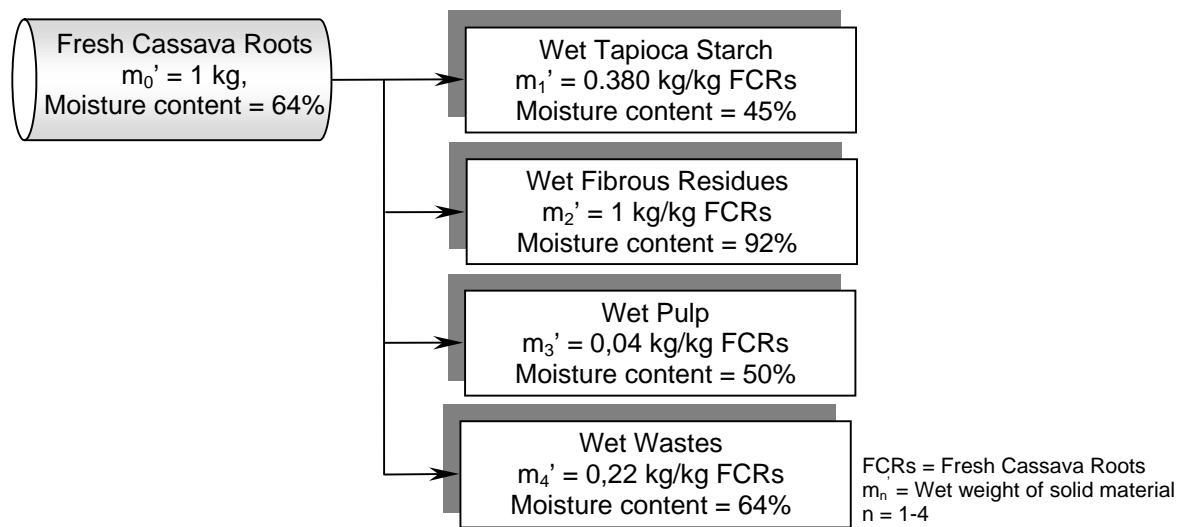 Fresh Cassava Roots
m₀’ = 1 kg,
Moisture content = 64%
Wet Tapioca Starch
m₁’ = 0.380 kg/kg FCRs
Moisture content = 45%
Wet Fibrous Residues
m₂’ = 1 kg/kg FCRs
Moisture content = 92%
Wet Pulp
m₃’ = 0,04 kg/kg FCRs
Moisture content = 50%
Wet Wastes
m₄’ = 0,22 kg/kg FCRs
Moisture content = 64%
FCRs = Fresh Cassava Roots
mₙ’ = Wet weight of solid material
n = 1-4